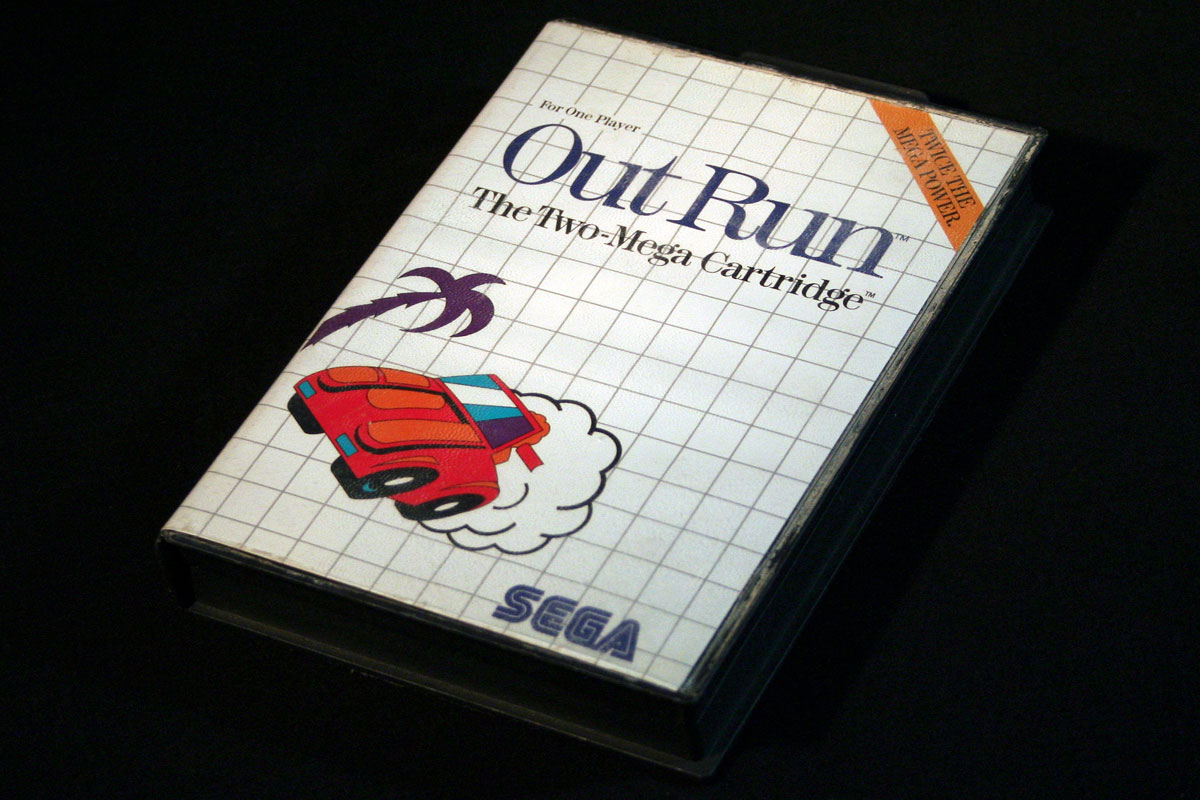 For One Player
Out Run™
The Two-Mega Cartridge™
TWICE THE
MEGA POWER
SEGA